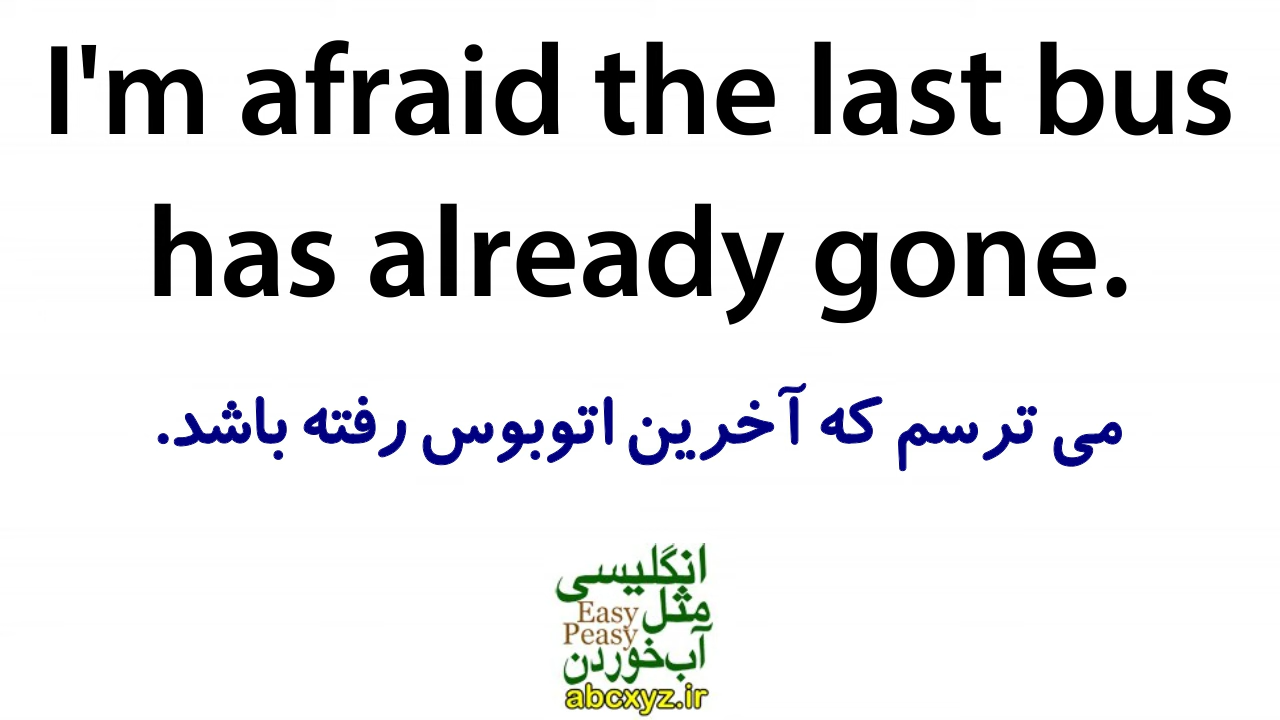 I'm afraid the last bus
has already gone.
می ترسم که آخرین اتوبوس رفته باشد.
انگلیسی
مثل Easy
Peasy
آب‌خوردن
abcxyz.ir